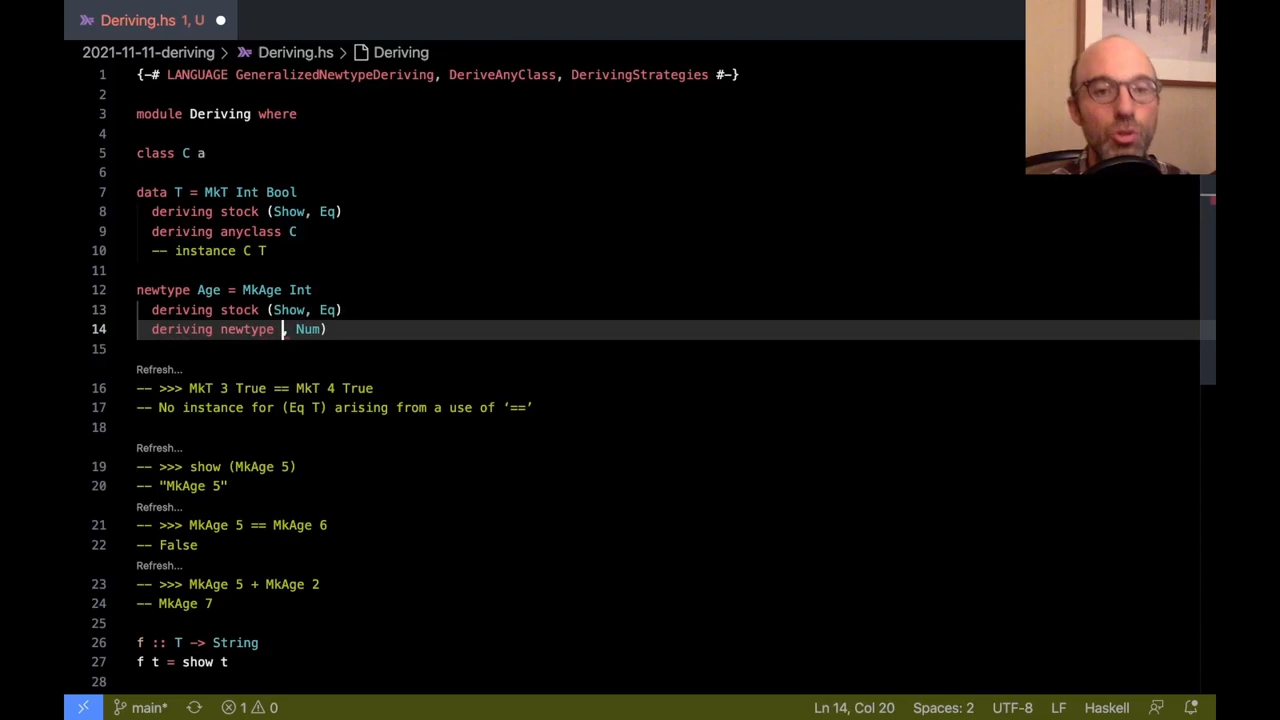 Deriving.hs 1, U
2021-11-11-deriving > Deriving.hs > Deriving
1 {-# LANGUAGE GeneralizedNewtypeDeriving, DeriveAnyClass, DerivingStrategies #-}
2
3 module Deriving where
4
5 class C a
6
7 data T = MkT Int Bool
8 deriving stock (Show, Eq)
9 deriving anyclass C
10 -- instance C T
11
12 newtype Age = MkAge Int
13 deriving stock (Show, Eq)
14 deriving newtype , Num)
15
Refresh...
16 -- >>> MkT 3 True == MkT 4 True
17 -- No instance for (Eq T) arising from a use of ‘==’
18
Refresh...
19 -- >>> show (MkAge 5)
20 -- "MkAge 5"
Refresh...
21 -- >>> MkAge 5 == MkAge 6
22 -- False
Refresh...
23 -- >>> MkAge 5 + MkAge 2
24 -- MkAge 7
25
26 f :: T -> String
27 f t = show t
28
main* 1 0 Ln 14, Col 20 Spaces: 2 UTF-8 LF Haskell